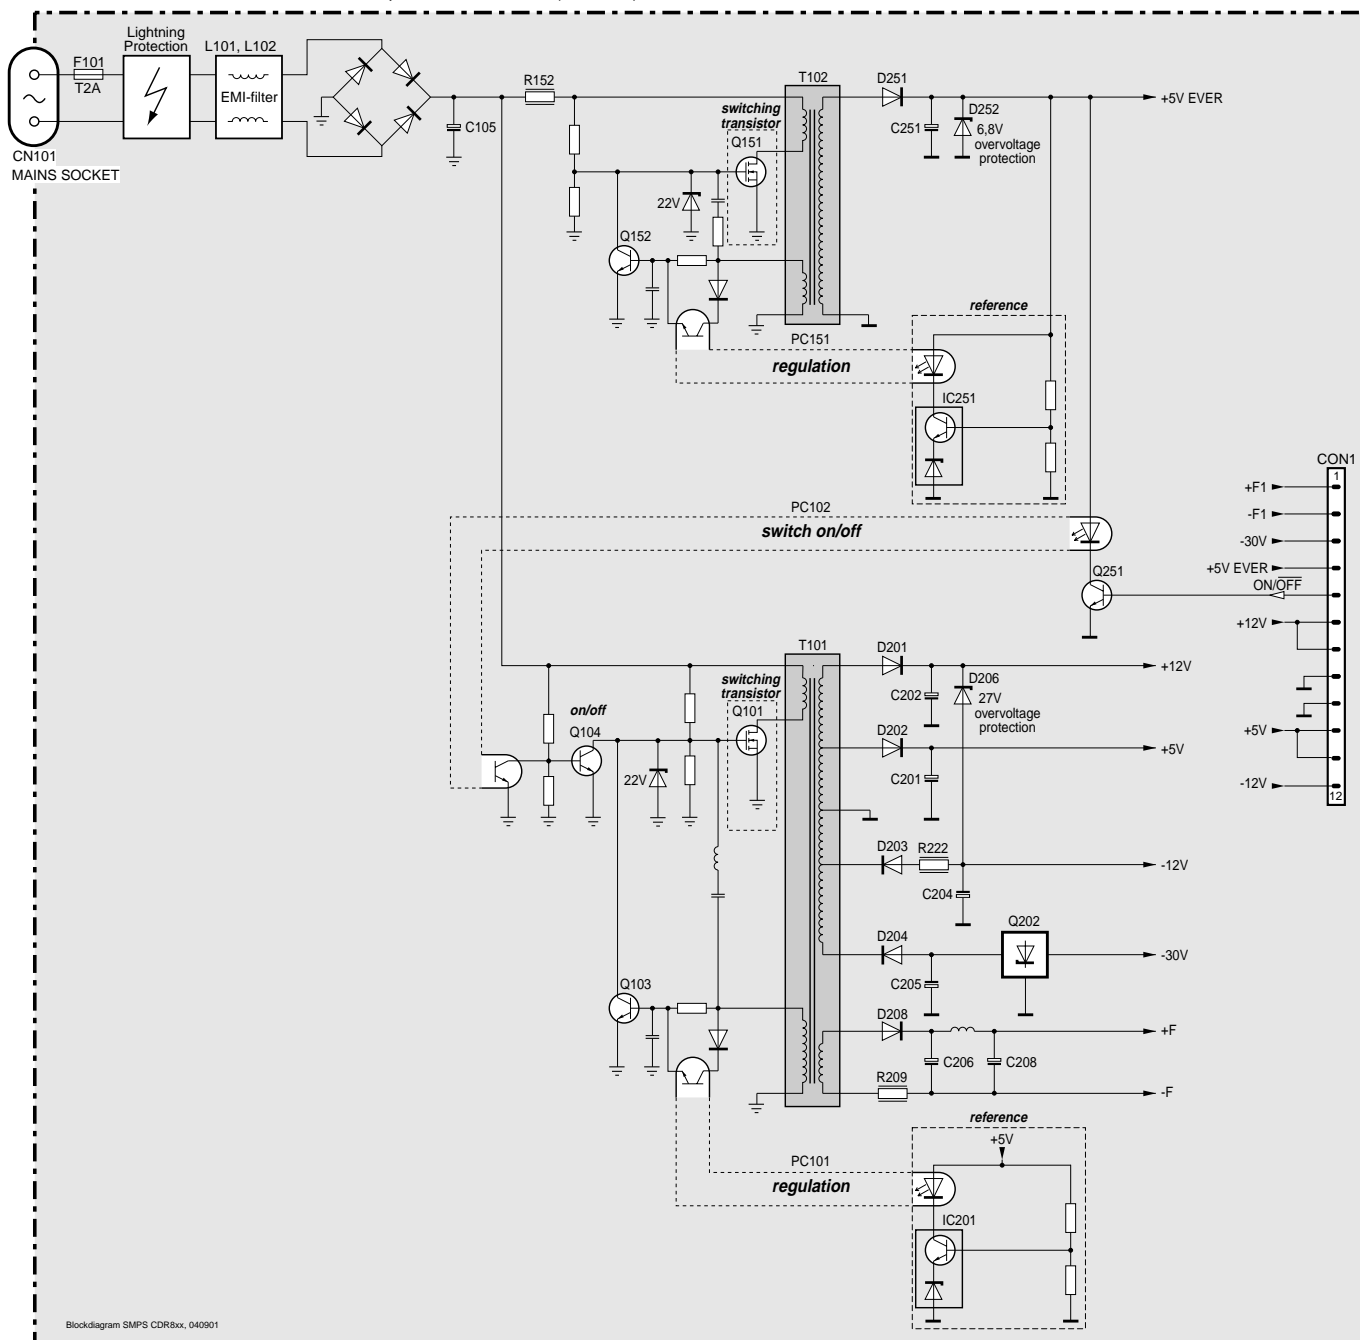 Lightning
Protection
L101, L102
F101
T2A
EMI-filter
CN101
MAINS SOCKET
C105
R152
T102
D251
+5V EVER
switching
transistor
Q151
C251
D252
6,8V
overvoltage
protection
22V
Q152
reference
PC151
regulation
IC251
CON1
1
+F1
-F1
-30V
+5V EVER
ON/OFF
+12V
+5V
-12V
12
PC102
switch on/off
Q251
T101
D201
+12V
switching
transistor
Q101
C202
D206
27V
overvoltage
protection
on/off
Q104
D202
+5V
22V
C201
D203
R222
-12V
C204
Q202
D204
-30V
C205
Q103
D208
+F
C206
C208
R209
-F
reference
+5V
PC101
regulation
IC201
Blockdiagram SMPS CDR8xx, 040901